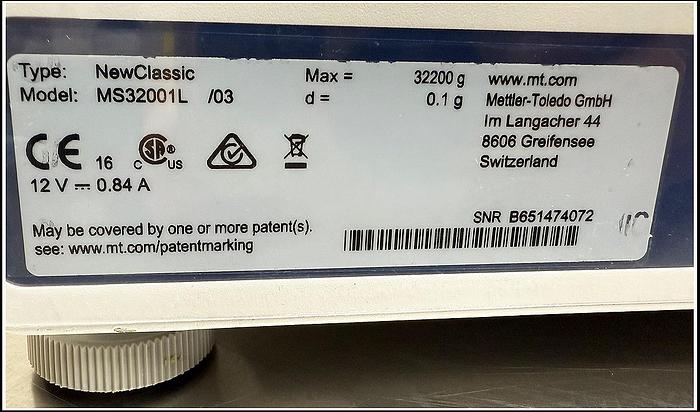 Type: NewClassic Max = 32200 g www.mt.com
Model: MS32001L /03 d = 0.1 g Mettler-Toledo GmbH
Im Langacher 44
8606 Greifensee
Switzerland
CE 16 C SA US
12 V ⎓ 0.84 A
SNR B651474072
May be covered by one or more patent(s).
see: www.mt.com/patentmarking